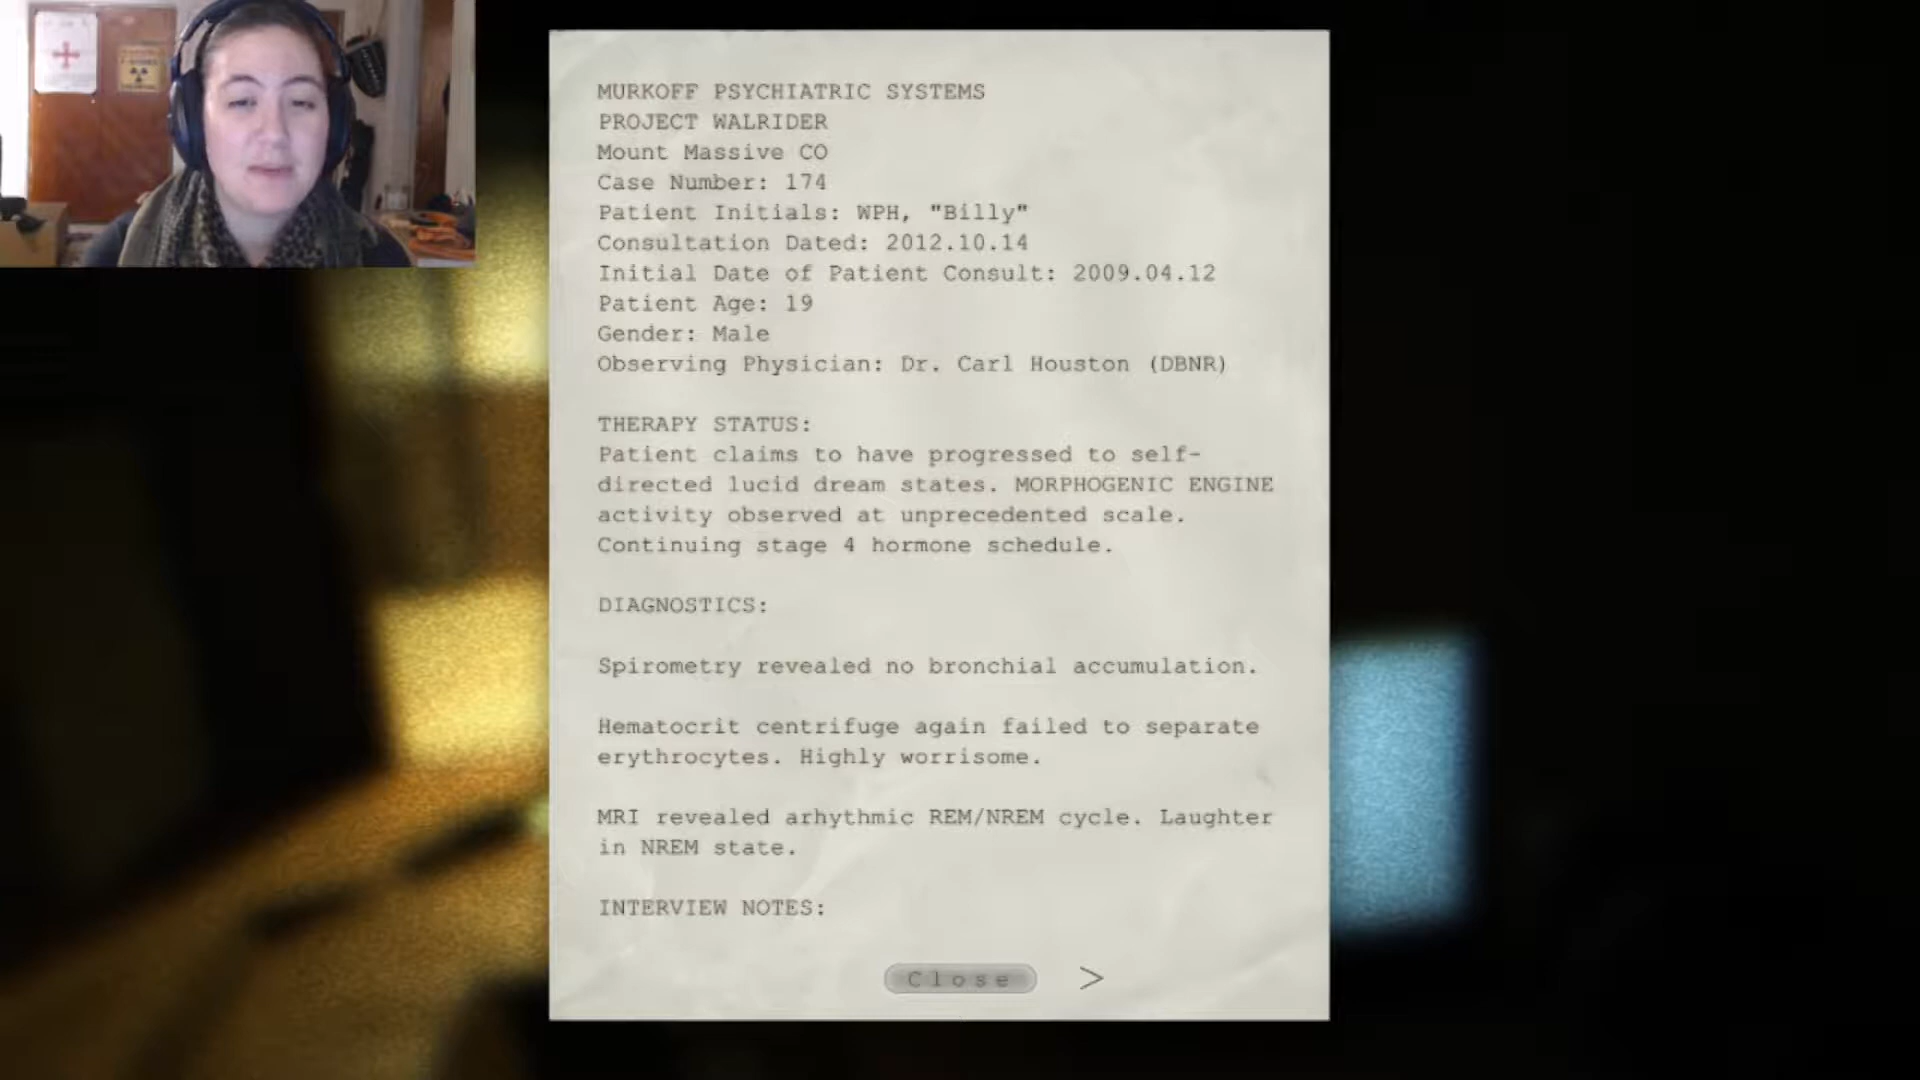 MURKOFF PSYCHIATRIC SYSTEMS
PROJECT WALRIDER
Mount Massive CO
Case Number: 174
Patient Initials: WPH, "Billy"
Consultation Dated: 2012.10.14
Initial Date of Patient Consult: 2009.04.12
Patient Age: 19
Gender: Male
Observing Physician: Dr. Carl Houston (DBNR)
THERAPY STATUS:
Patient claims to have progressed to self-
directed lucid dream states. MORPHOGENIC ENGINE
activity observed at unprecedented scale.
Continuing stage 4 hormone schedule.
DIAGNOSTICS:
Spirometry revealed no bronchial accumulation.
Hematocrit centrifuge again failed to separate
erythrocytes. Highly worrisome.
MRI revealed arhythmic REM/NREM cycle. Laughter
in NREM state.
INTERVIEW NOTES:
Close >